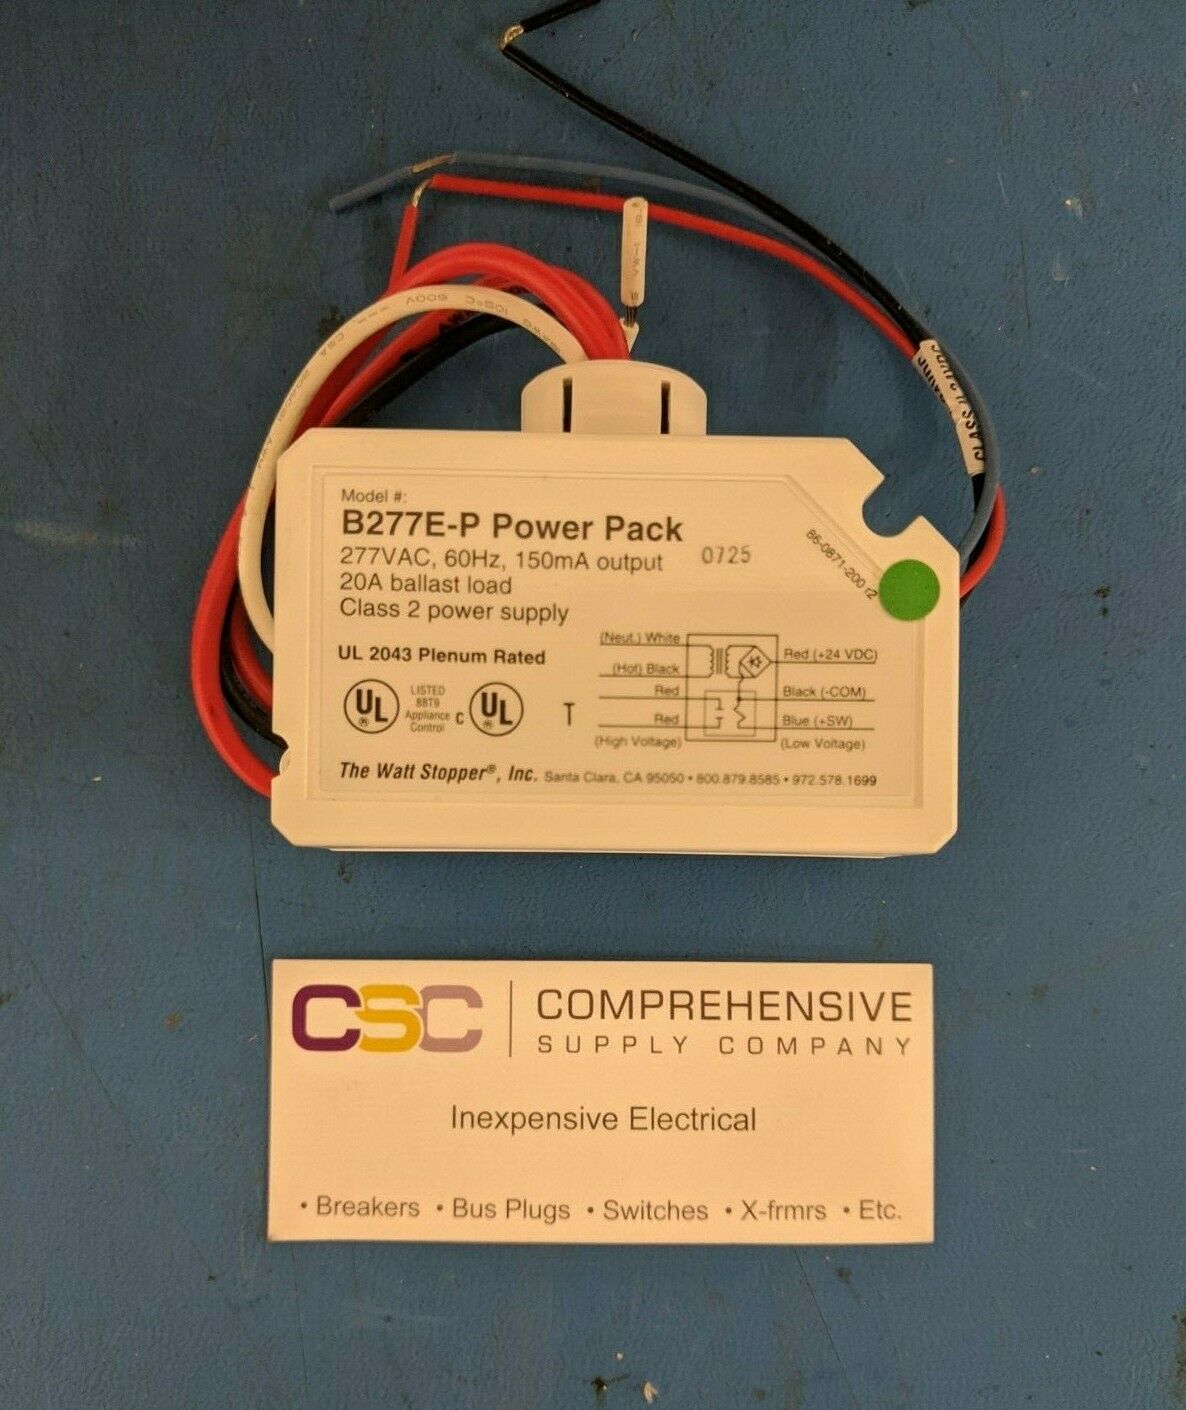 Model #:
B277E-P Power Pack
277VAC, 60Hz, 150mA output
0725
20A ballast load
Class 2 power supply
86-0871-200 r2
UL 2043 Plenum Rated
UL
LISTED
88T9
Appliance
Control
C UL
T
(Neut.) White
(Hot) Black
Red
Red
(High Voltage)
Red (+24 VDC)
Black (-COM)
Blue (+SW)
(Low Voltage)
The Watt Stopper®, Inc. Santa Clara, CA 95050 • 800.879.8585 • 972.578.1699
CSC
COMPREHENSIVE
SUPPLY COMPANY
Inexpensive Electrical
• Breakers • Bus Plugs • Switches • X-frmrs • Etc.